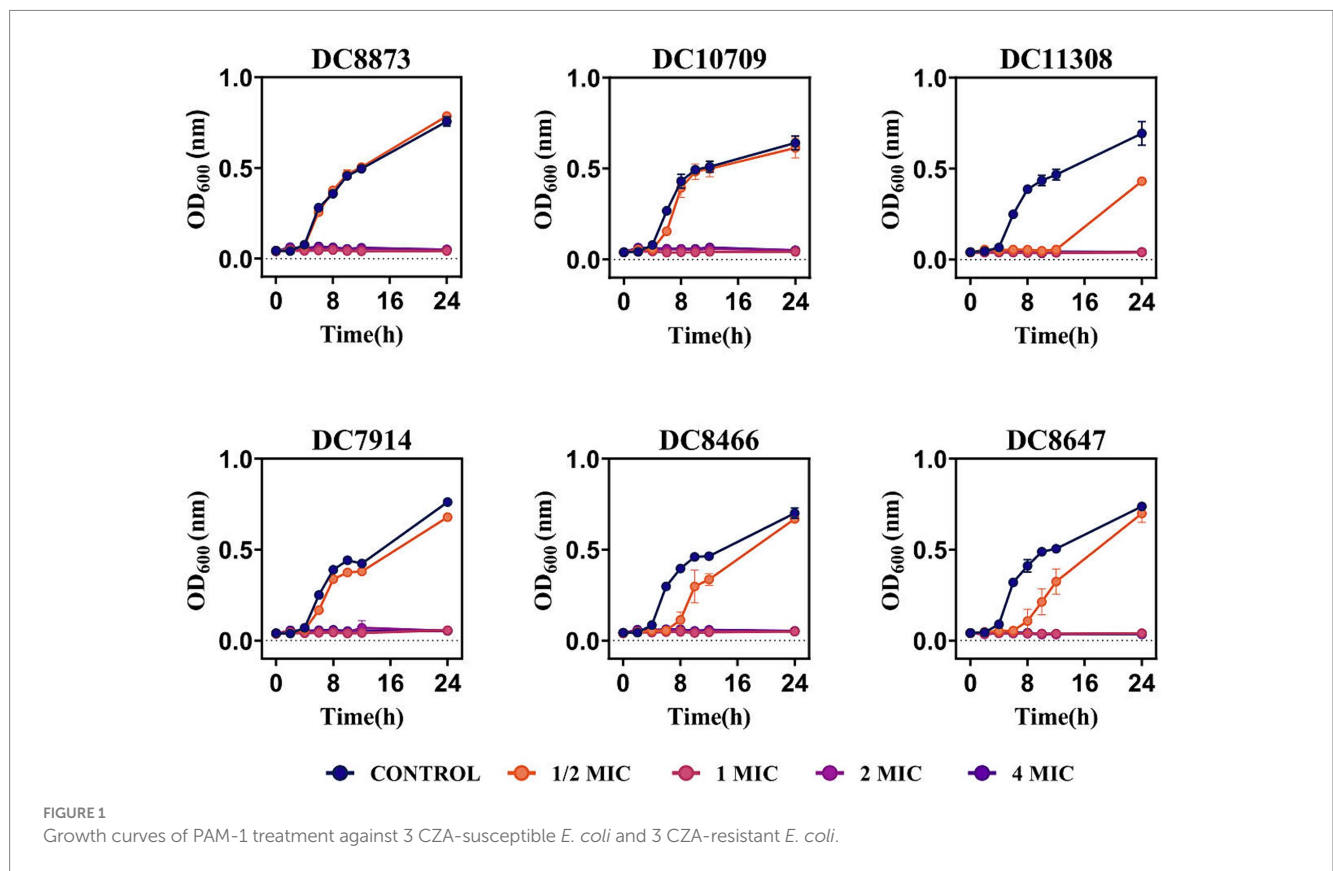 DC8873
DC10709
DC11308
1.0
0.5
0.0
OD600 (nm)
0 8 16 24
Time(h)
1.0
0.5
0.0
OD600 (nm)
0 8 16 24
Time(h)
1.0
0.5
0.0
OD600 (nm)
0 8 16 24
Time(h)
DC7914
DC8466
DC8647
1.0
0.5
0.0
OD600 (nm)
0 8 16 24
Time(h)
1.0
0.5
0.0
OD600 (nm)
0 8 16 24
Time(h)
1.0
0.5
0.0
OD600 (nm)
0 8 16 24
Time(h)
CONTROL 1/2 MIC 1 MIC 2 MIC 4 MIC
FIGURE 1
Growth curves of PAM-1 treatment against 3 CZA-susceptible E. coli and 3 CZA-resistant E. coli.